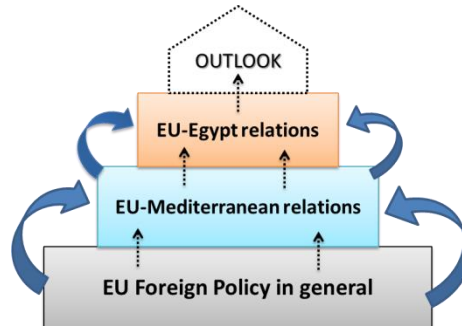 OUTLOOK
EU-Egypt relations
EU-Mediterranean relations
EU Foreign Policy in general